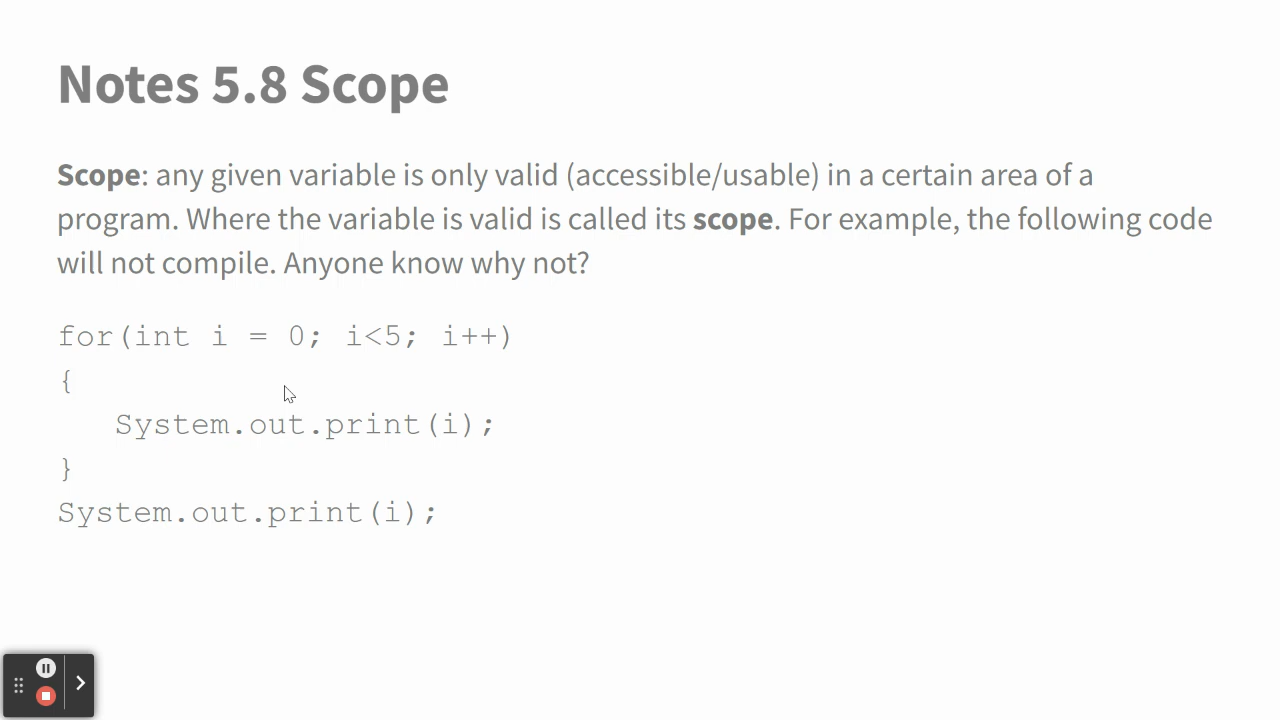 Notes 5.8 Scope
Scope: any given variable is only valid (accessible/usable) in a certain area of a
program. Where the variable is valid is called its scope. For example, the following code
will not compile. Anyone know why not?
for(int i = 0; i<5; i++)
{
   System.out.print(i);
}
System.out.print(i);